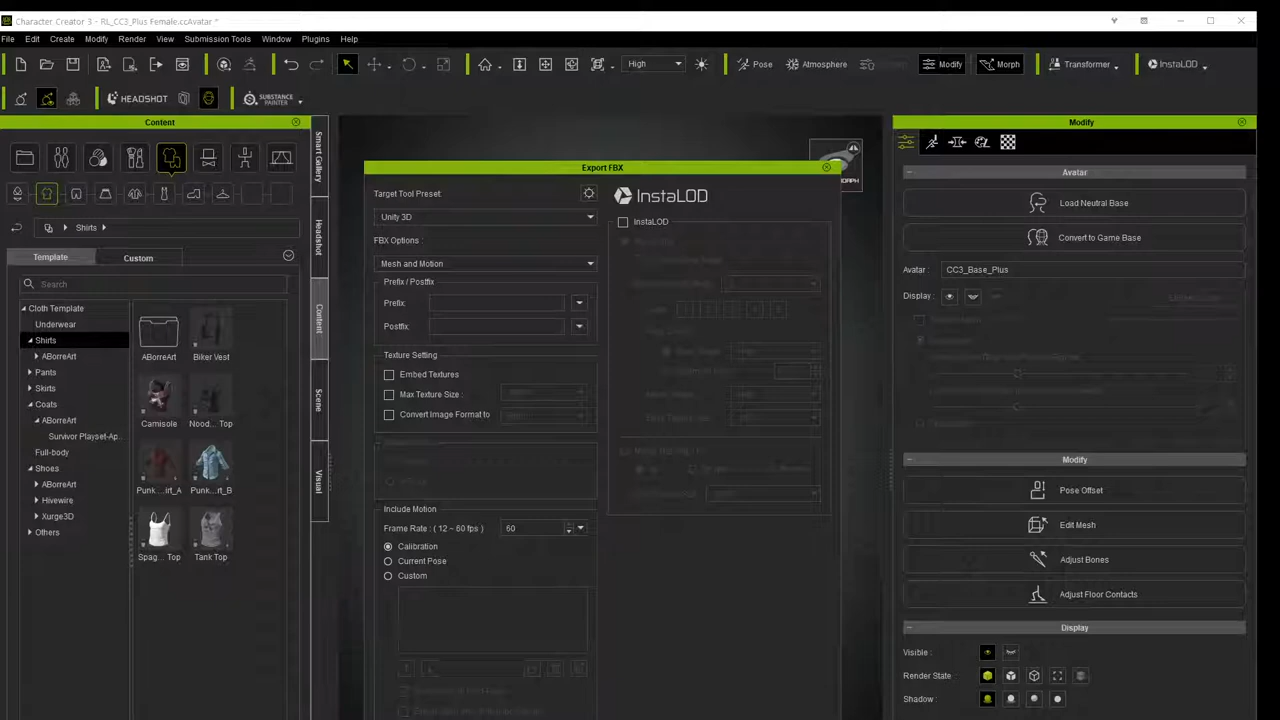 Character Creator 3 - RL_CC3_Plus Female.ccAvatar *
File Edit Create Modify Render View Submission Tools Window Plugins Help
High Pose Atmosphere Modify Morph Transformer InstaLOD
HEADSHOT SUBSTANCE PAINTER
Content
Smart Gallery
Headshot
Content
Scene
Visual
Shirts
Template Custom
Search
Cloth Template
Underwear
Shirts
ABorreArt
Pants
Skirts
Coats
ABorreArt
Survivor Playset-Ap...
Full-body
Shoes
ABorreArt
Hivewire
Xurge3D
Others
ABorreArt Biker Vest
Camisole Nood... Top
Punk...irt_A Punk..rt_B
Spag... Top Tank Top
Export FBX
Target Tool Preset:
Unity 3D
FBX Options :
Mesh and Motion
Prefix / Postfix
Prefix:
Postfix:
Texture Setting
Embed Textures
Max Texture Size :
Convert Image Format to
Include Motion
Frame Rate : ( 12 ~ 60 fps ) 60
Calibration
Current Pose
Custom
InstaLOD
InstaLOD
Modify
Avatar
Load Neutral Base
Convert to Game Base
Avatar : CC3_Base_Plus
Display :
Modify
Pose Offset
Edit Mesh
Adjust Bones
Adjust Floor Contacts
Display
Visible :
Render State :
Shadow :